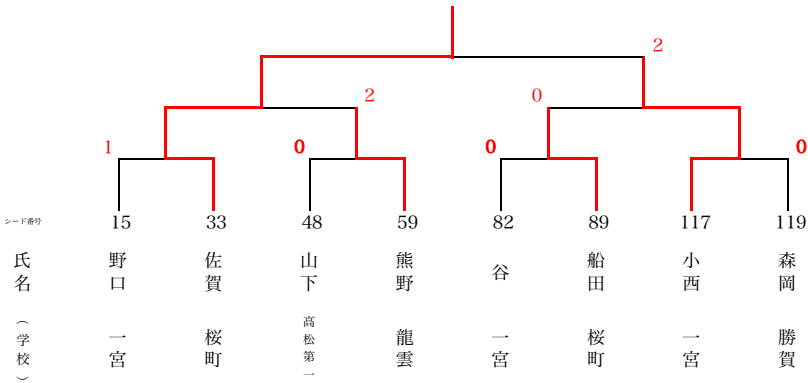 2
2
0
1
0
0
0
シード番号
15
33
48
59
82
89
117
119
氏名
野口
佐賀
山下
熊野
谷
船田
小西
森岡
(学校)
一宮
桜町
高松第一
龍雲
一宮
桜町
一宮
勝賀